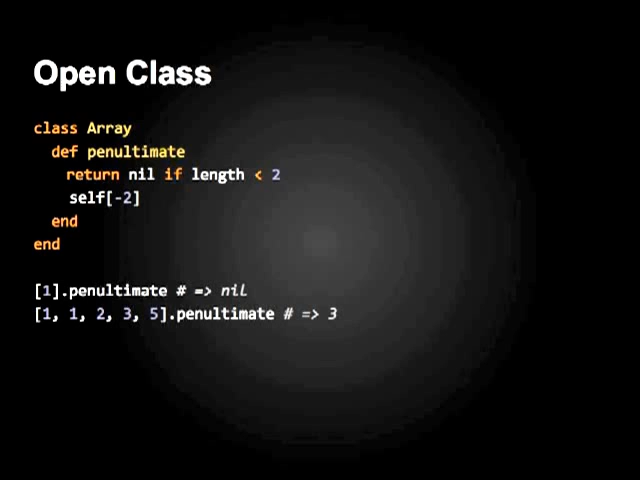 Open Class
class Array
def penultimate
return nil if length < 2
self[-2]
end
end
[1].penultimate # => nil
[1, 1, 2, 3, 5].penultimate # => 3